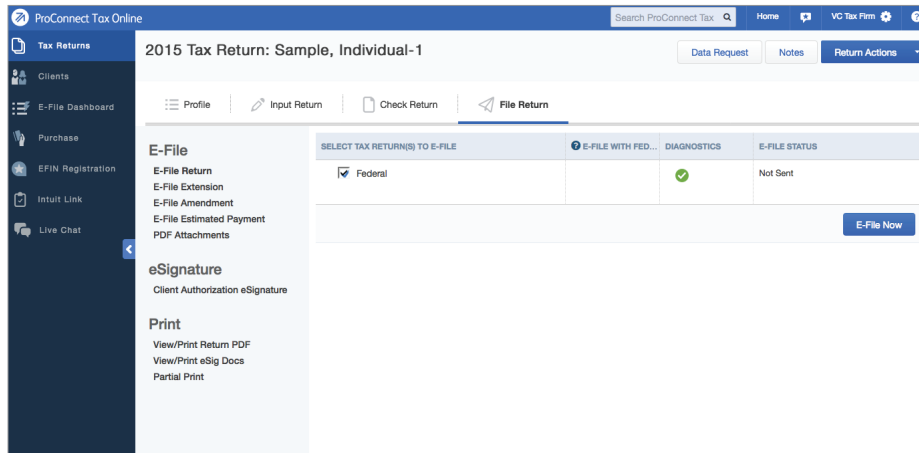 ProConnect Tax Online
Search ProConnect Tax
Home
VC Tax Firm
?
Tax Returns
Clients
E-File Dashboard
Purchase
EFIN Registration
Intuit Link
Live Chat
2015 Tax Return: Sample, Individual-1
Data Request
Notes
Return Actions
Profile
Input Return
Check Return
File Return
E-File
E-File Return
E-File Extension
E-File Amendment
E-File Estimated Payment
PDF Attachments
eSignature
Client Authorization eSignature
Print
View/Print Return PDF
View/Print eSig Docs
Partial Print
SELECT TAX RETURN(S) TO E-FILE
? E-FILE WITH FED...
DIAGNOSTICS
E-FILE STATUS
Federal
Not Sent
E-File Now